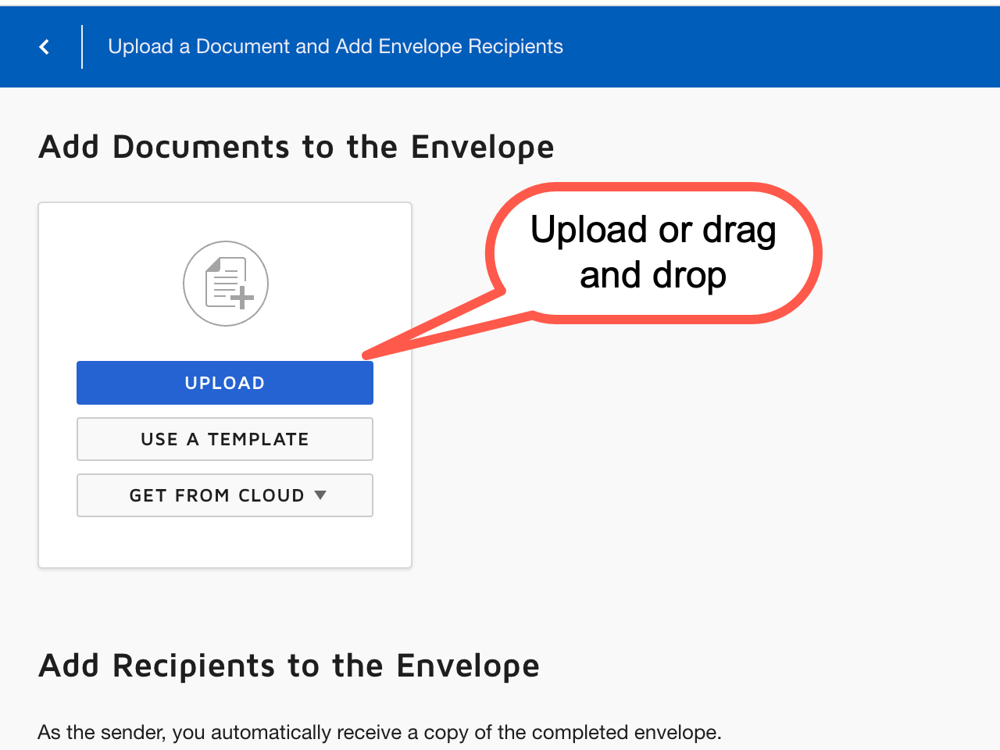 Upload a Document and Add Envelope Recipients
Add Documents to the Envelope
Upload or drag
and drop
UPLOAD
USE A TEMPLATE
GET FROM CLOUD
Add Recipients to the Envelope
As the sender, you automatically receive a copy of the completed envelope.